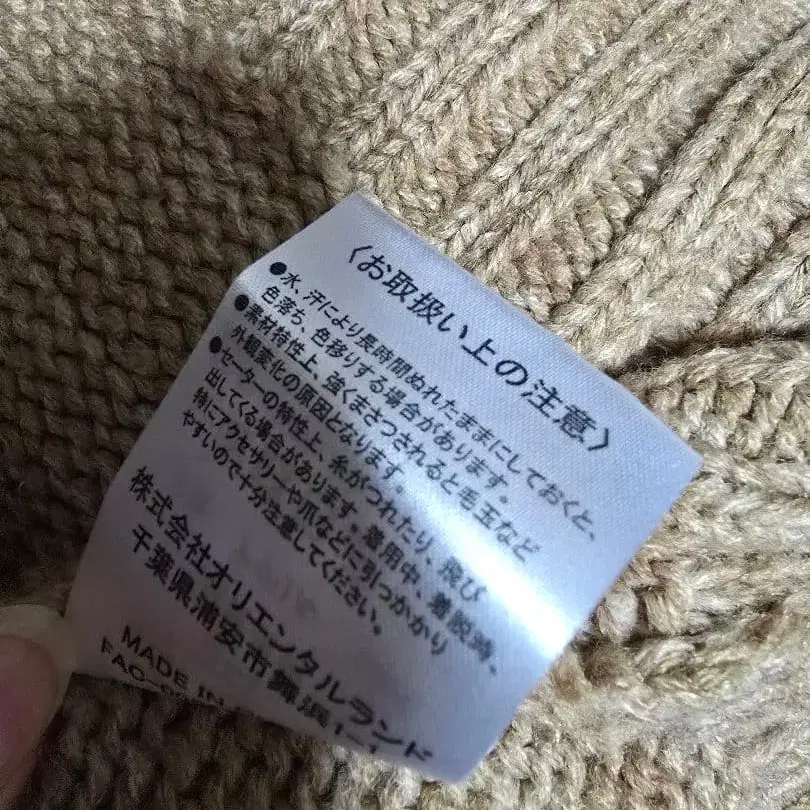 〈お取扱い上の注意〉
●水、汗により長時間ぬれたままにしておくと、
色落ち、色移りする場合があります。
●素材特性上、強くまさつされると毛玉など
外観変化の原因となります。
●セーターの特性上、糸がつれたり、飛び
出してくる場合があります。着用中、着脱時、
特にアクセサリーや爪などに引っかかり
やすいので十分注意してください。
株式会社オリエンタルランド
千葉県浦安市舞浜1-1
MADE IN
FAO-